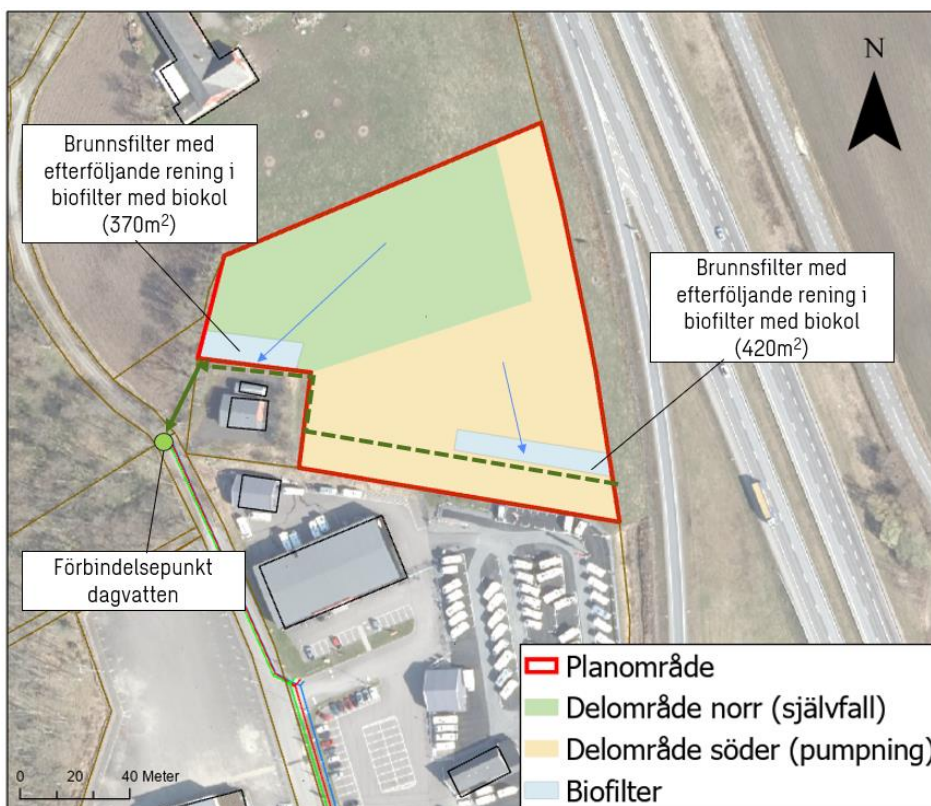 N
Brunnsfilter med
efterföljande rening i
biofilter med biokol
(370m²)
Brunnsfilter med
efterföljande rening i
biofilter med biokol
(420m²)
Förbindelsepunkt
dagvatten
0 20 40 Meter
Planområde
Delområde norr (självfall)
Delområde söder (pumpning)
Biofilter